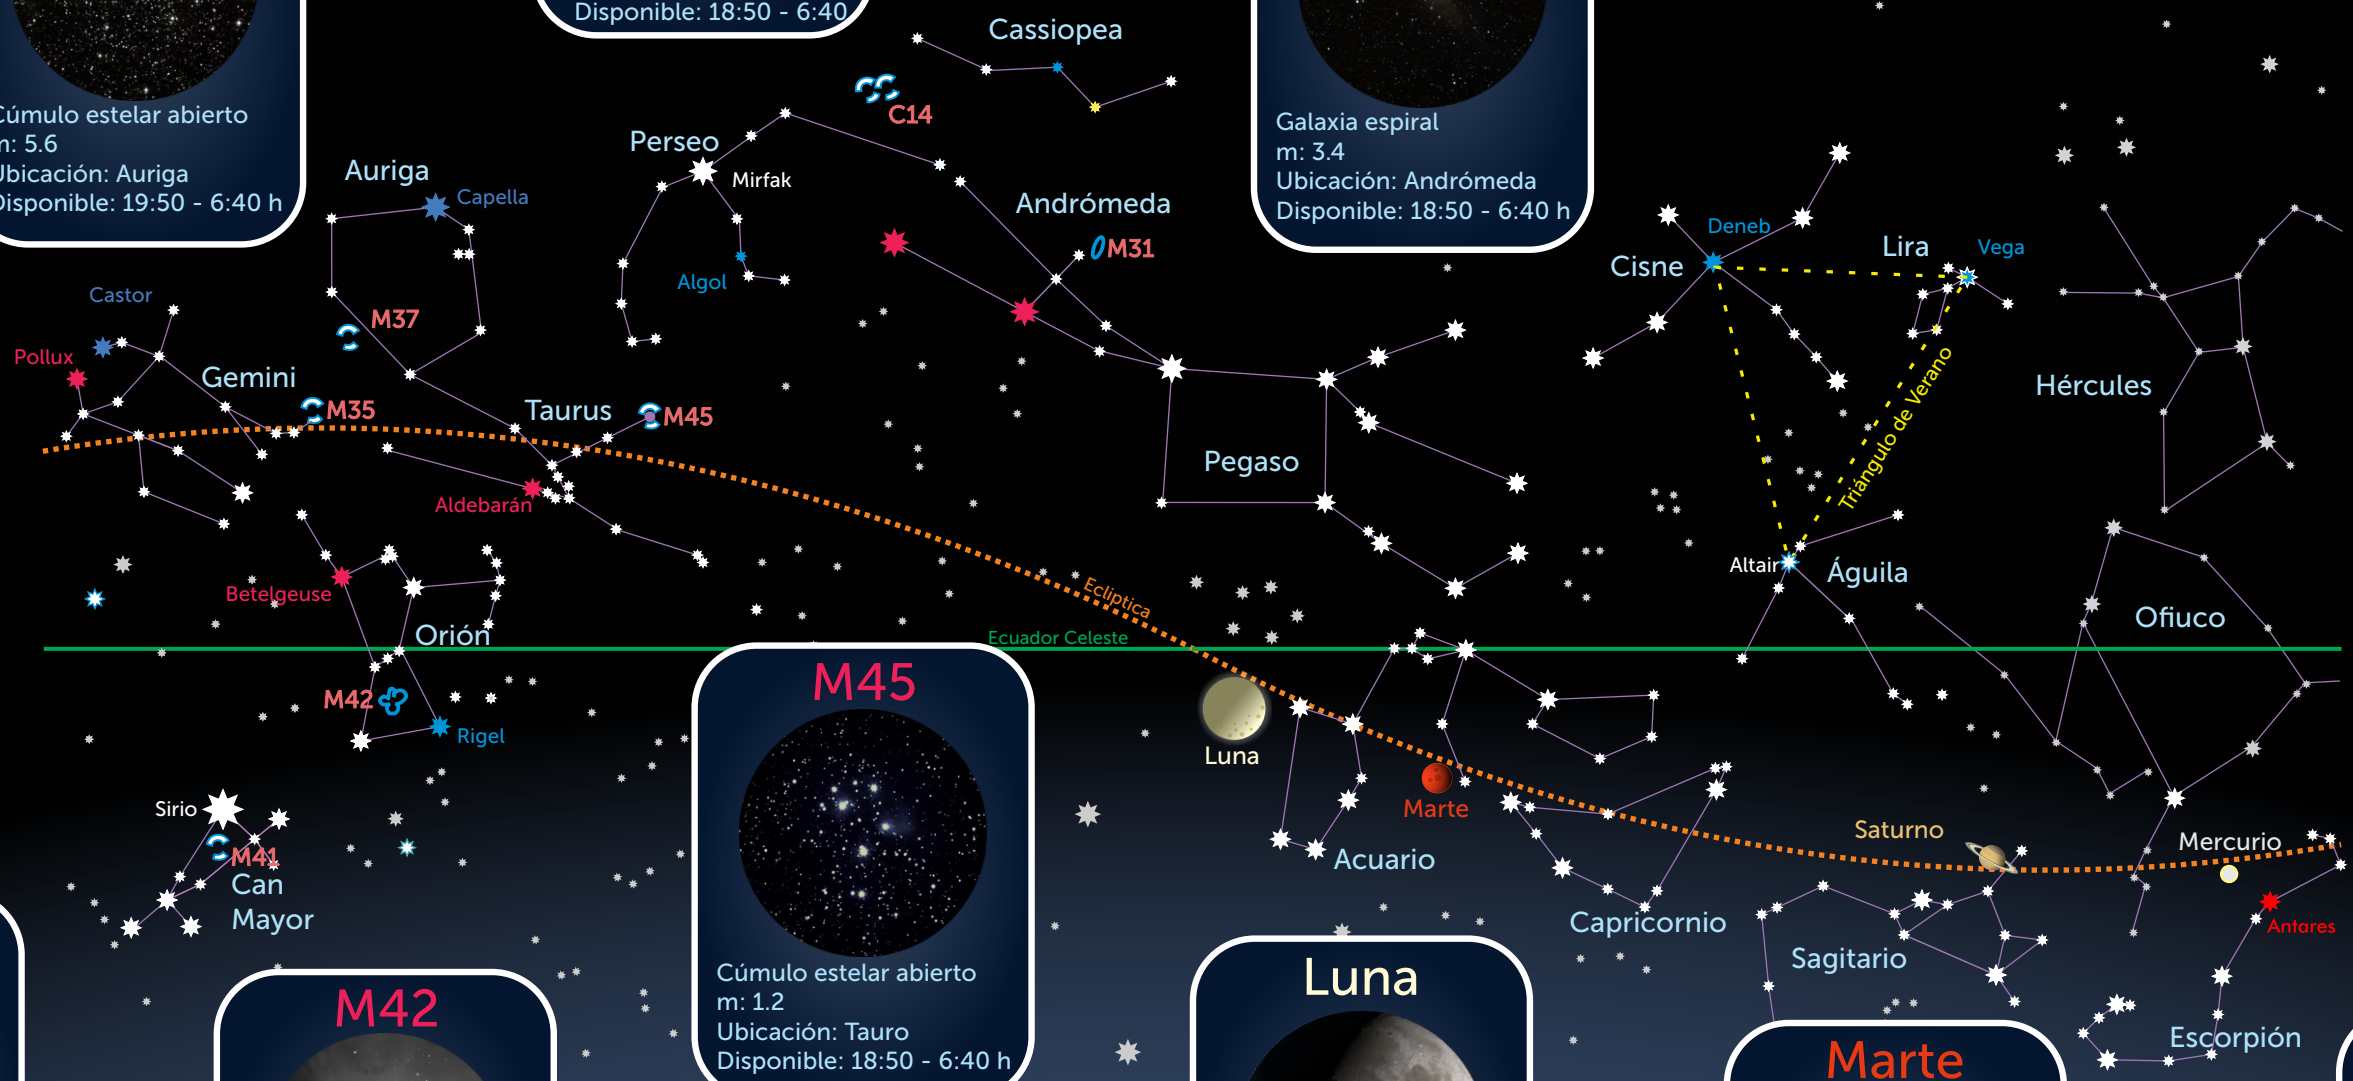 Disponible: 18:50 - 6:40
Cassiopea
C14
Cúmulo estelar abierto
m: 5.6
Ubicación: Auriga
Disponible: 19:50 - 6:40 h
Galaxia espiral
m: 3.4
Ubicación: Andrómeda
Disponible: 18:50 - 6:40 h
Perseo
Mirfak
Auriga
Capella
Andrómeda
M31
Algol
Deneb
Cisne
Lira
Vega
Castor
M37
Pollux
Gemini
M35
Taurus
M45
Aldebarán
Pegaso
Triángulo de Verano
Hércules
Betelgeuse
Orión
Eclíptica
Ecuador Celeste
Altair
Águila
Ofiuco
M42
Rigel
Luna
Marte
Acuario
Saturno
Mercurio
Sirio
M41
Can
Mayor
Capricornio
Sagitario
Antares
Escorpión
M45
Cúmulo estelar abierto
m: 1.2
Ubicación: Tauro
Disponible: 18:50 - 6:40 h
M42
Luna
Marte